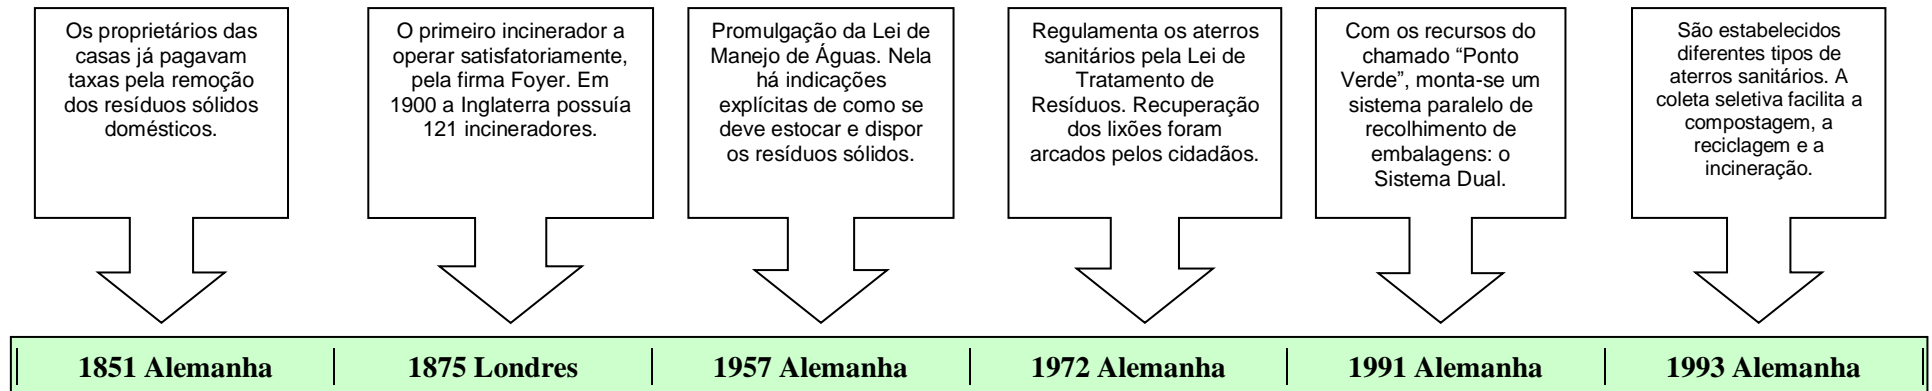 Os proprietários das
casas já pagavam
taxas pela remoção
dos resíduos sólidos
domésticos.
O primeiro incinerador a
operar satisfatoriamente,
pela firma Foyer. Em
1900 a Inglaterra possuía
121 incineradores.
Promulgação da Lei de
Manejo de Águas. Nela
há indicações
explícitas de como se
deve estocar e dispor
os resíduos sólidos.
Regulamenta os aterros
sanitários pela Lei de
Tratamento de
Resíduos. Recuperação
dos lixões foram
arcados pelos cidadãos.
Com os recursos do
chamado “Ponto
Verde”, monta-se um
sistema paralelo de
recolhimento de
embalagens: o
Sistema Dual.
São estabelecidos
diferentes tipos de
aterros sanitários. A
coleta seletiva facilita a
compostagem, a
reciclagem e a
incineração.
1851 Alemanha
1875 Londres
1957 Alemanha
1972 Alemanha
1991 Alemanha
1993 Alemanha